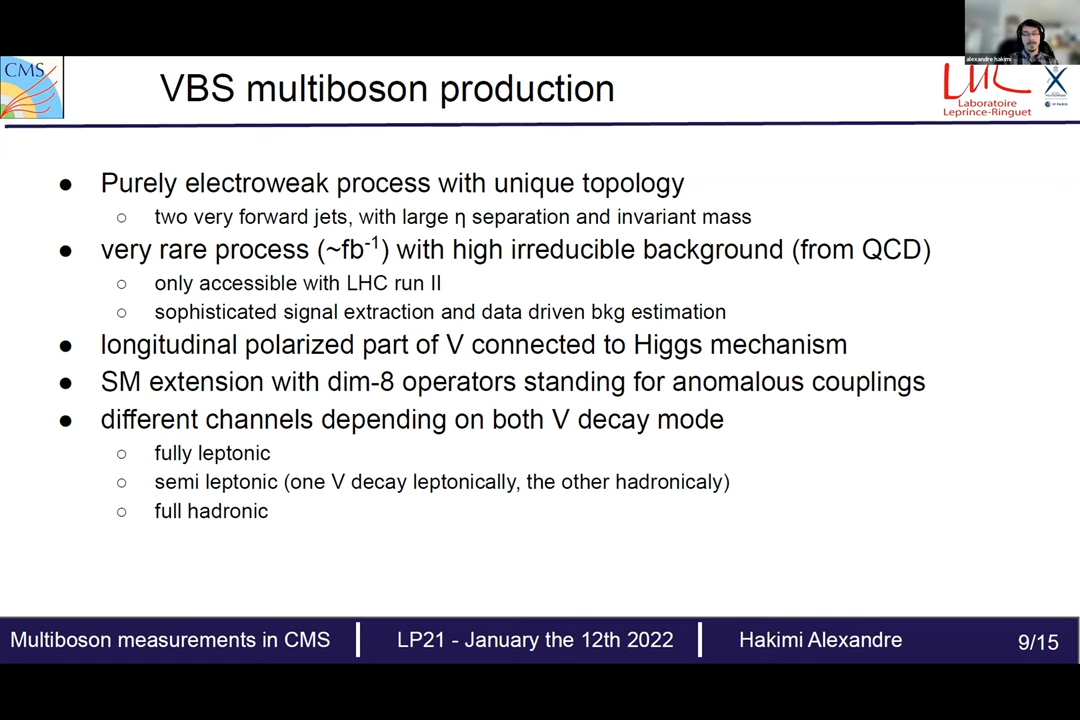 alexandre hakimi
CMS
VBS multiboson production
LLR
Laboratoire
Leprince-Ringuet
IP PARIS
● Purely electroweak process with unique topology
○ two very forward jets, with large η separation and invariant mass
● very rare process (~fb⁻¹) with high irreducible background (from QCD)
○ only accessible with LHC run II
○ sophisticated signal extraction and data driven bkg estimation
● longitudinal polarized part of V connected to Higgs mechanism
● SM extension with dim-8 operators standing for anomalous couplings
● different channels depending on both V decay mode
○ fully leptonic
○ semi leptonic (one V decay leptonically, the other hadronicaly)
○ full hadronic
Multiboson measurements in CMS | LP21 - January the 12th 2022 | Hakimi Alexandre 9/15